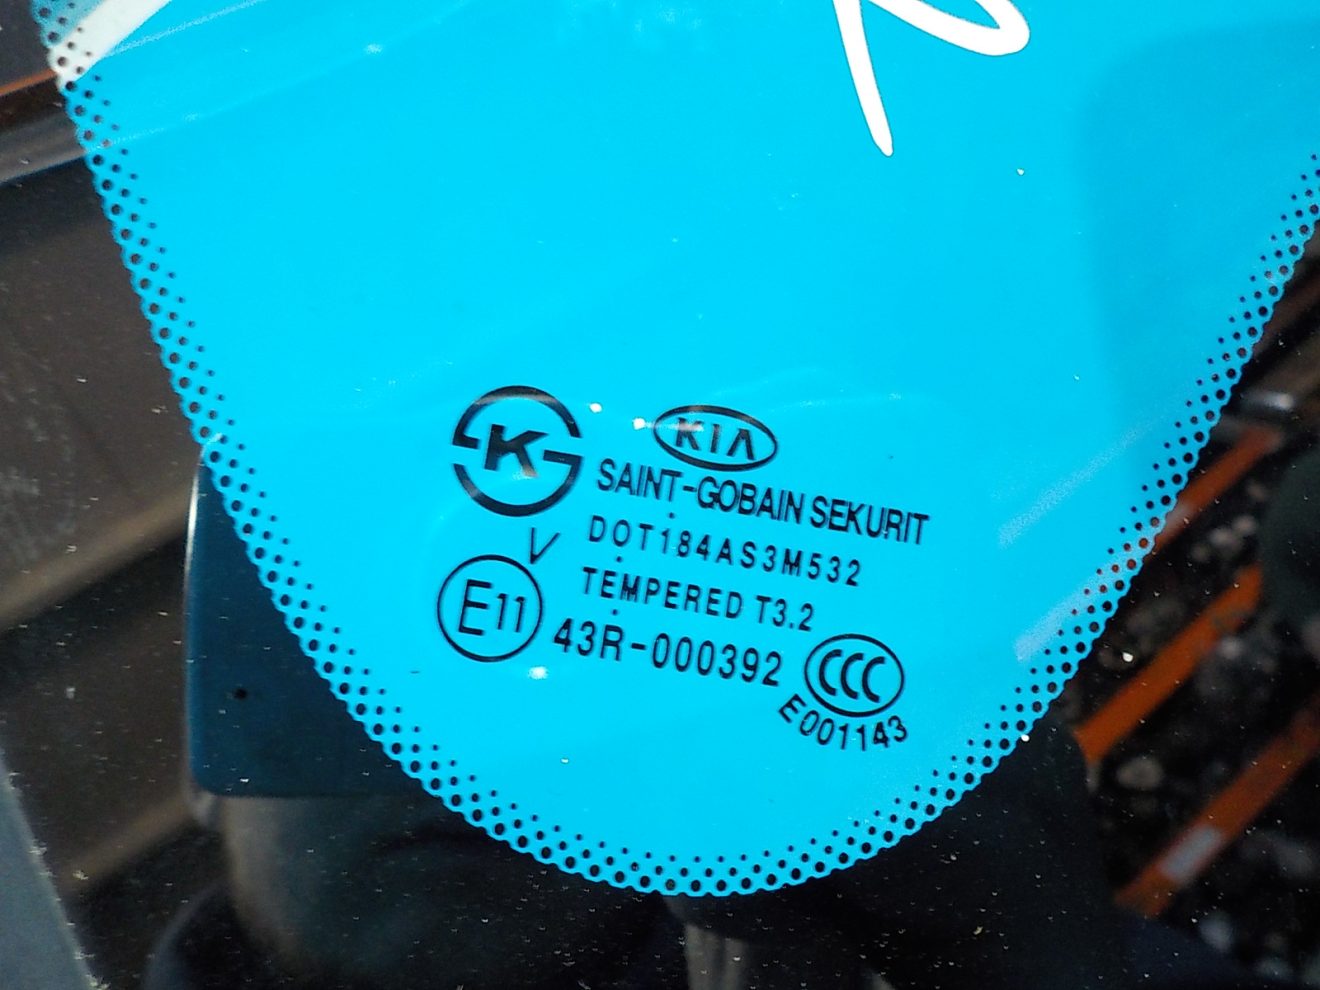 K
KIA
SAINT-GOBAIN SEKURIT
DOT184AS3M532
TEMPERED T3.2
V
E11
43R-000392
CCC
E001143